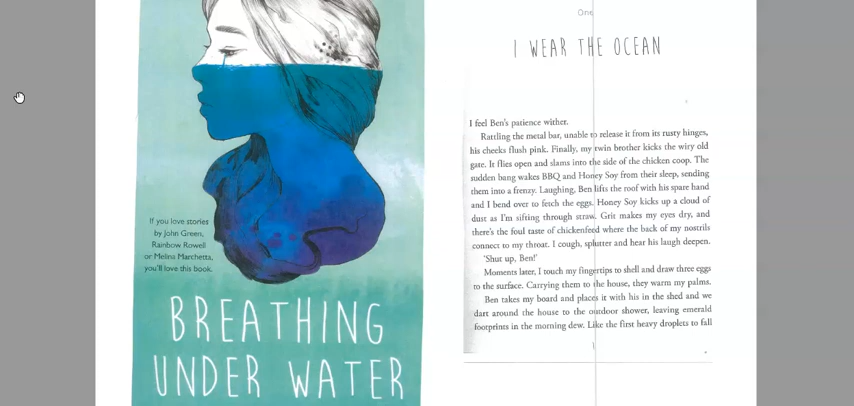 If you love stories
by John Green,
Rainbow Rowell
or Melina Marchetta,
you'll love this book.
BREATHING
UNDER WATER
One
I WEAR THE OCEAN
I feel Ben's patience wither.
Rattling the metal bar, unable to release it from its rusty hinges,
his cheeks flush pink. Finally, my twin brother kicks the wiry old
gate. It flies open and slams into the side of the chicken coop. The
sudden bang wakes BBQ and Honey Soy from their sleep, sending
them into a frenzy. Laughing, Ben lifts the roof with his spare hand
and I bend over to fetch the eggs. Honey Soy kicks up a cloud of
dust as I'm sifting through straw. Grit makes my eyes dry, and
there's the foul taste of chickenfeed where the back of my nostrils
connect to my throat. I cough, splutter and hear his laugh deepen.
'Shut up, Ben!'
Moments later, I touch my fingertips to shell and draw three eggs
to the surface. Carrying them to the house, they warm my palms.
Ben takes my board and places it with his in the shed and we
dart around the house to the outdoor shower, leaving emerald
footprints in the morning dew. Like the first heavy droplets to fall
1